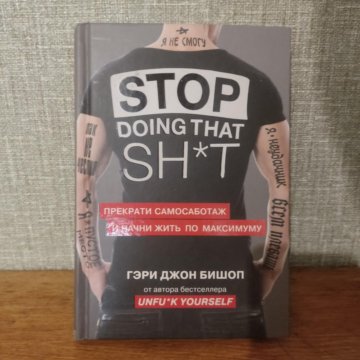 Я НЕ СМОГУ
STOP
DOING THAT
SH*T
ПРЕКРАТИ САМОСАБОТАЖ
И НАЧНИ ЖИТЬ ПО МАКСИМУМУ
ГЭРИ ДЖОН БИШОП
от автора бестселлера
UNFU*K YOURSELF
Я - неудачник